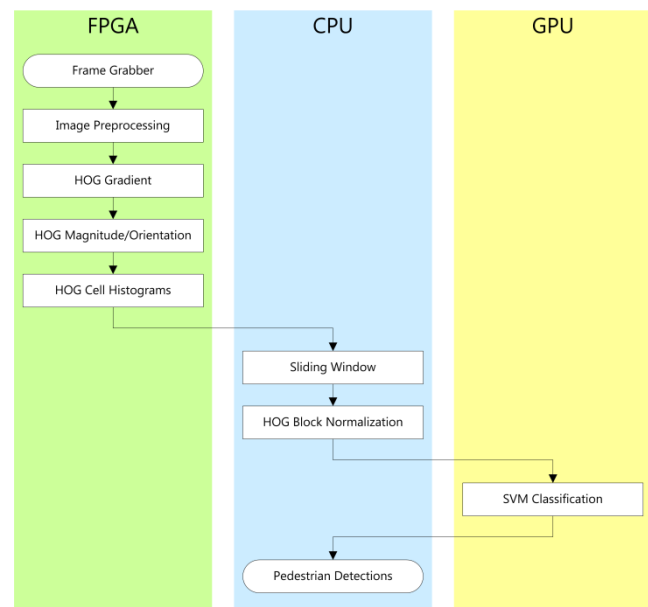 FPGA
CPU
GPU
Frame Grabber
Image Preprocessing
HOG Gradient
HOG Magnitude/Orientation
HOG Cell Histograms
Sliding Window
HOG Block Normalization
SVM Classification
Pedestrian Detections